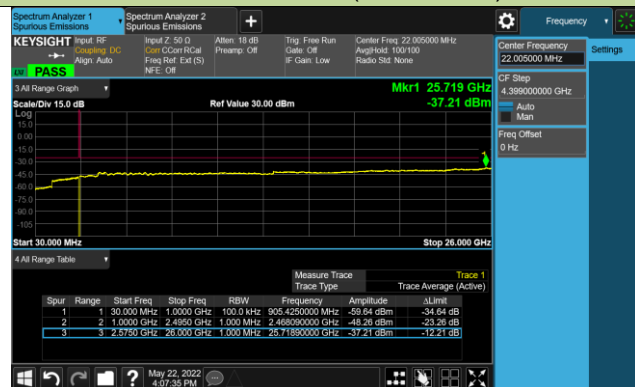 Spectrum Analyzer 1
Spurious Emissions
Spectrum Analyzer 2
Spurious Emissions
Frequency
KEYSIGHT
Input: RF
Coupling: DC
Align: Auto
Input Z: 50 Ω
Corr CCorr RCal
Freq Ref: Ext (S)
NFE: Off
Atten: 18 dB
Preamp: Off
Trig: Free Run
Gate: Off
IF Gain: Low
Center Freq: 22.005000 MHz
Avg|Hold: 100/100
Radio Std: None
PASS
Center Frequency
22.005000 MHz
Settings
CF Step
4.399000000 GHz
Auto
Man
Freq Offset
0 Hz
3 All Range Graph
Mkr1 25.719 GHz
Scale/Div 15.0 dB
Ref Value 30.00 dBm
-37.21 dBm
Log
15.0
0.00
-15.0
-30.0
-45.0
-60.0
-75.0
-90.0
-105
Start 30.000 MHz
Stop 26.000 GHz
4 All Range Table
Measure Trace Trace 1
Trace Type Trace Average (Active)
Spur Range Start Freq Stop Freq RBW Frequency Amplitude ΔLimit
1 1 30.000 MHz 1.0000 GHz 100.0 kHz 905.4250000 MHz -59.64 dBm -34.64 dB
2 2 1.0000 GHz 2.4950 GHz 1.000 MHz 2.468090000 GHz -48.26 dBm -23.26 dB
3 3 2.5750 GHz 26.000 GHz 1.000 MHz 25.71890000 GHz -37.21 dBm -12.21 dB
May 22, 2022
4:07:35 PM